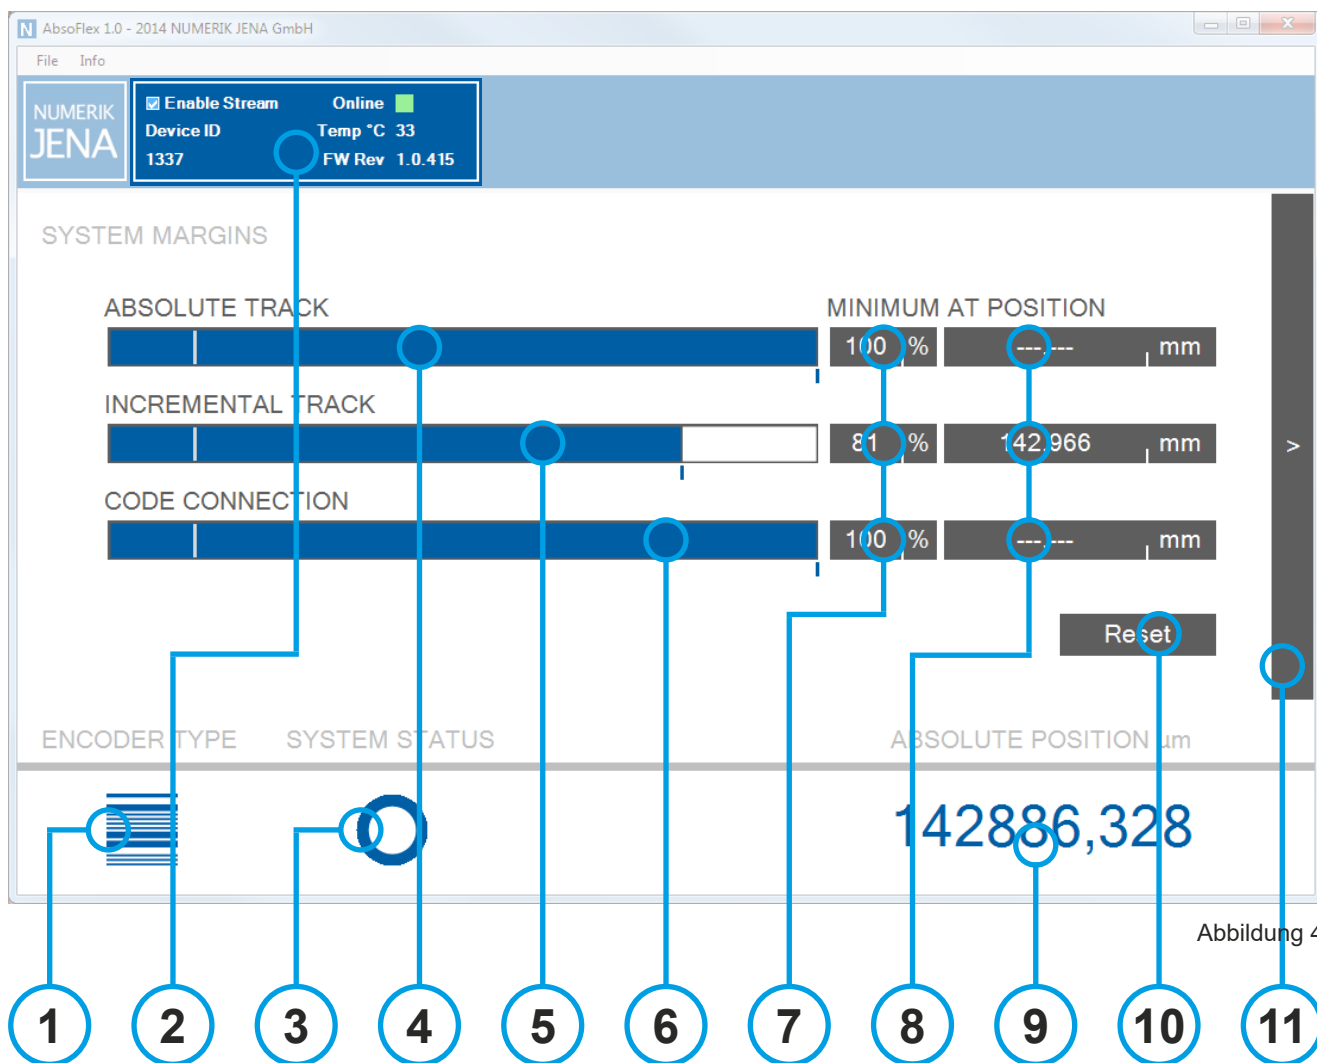 N AbsoFlex 1.0 - 2014 NUMERIK JENA GmbH
File Info
NUMERIK
JENA
Enable Stream Online
Device ID Temp °C 33
1337 FW Rev 1.0.415
SYSTEM MARGINS
ABSOLUTE TRACK MINIMUM AT POSITION
100 % ---.--- mm
INCREMENTAL TRACK
81 % 142.966 mm
>
CODE CONNECTION
100 % ---.--- mm
Reset
ENCODER TYPE SYSTEM STATUS ABSOLUTE POSITION µm
142886,328
Abbildung 4
1 2 3 4 5 6 7 8 9 10 11